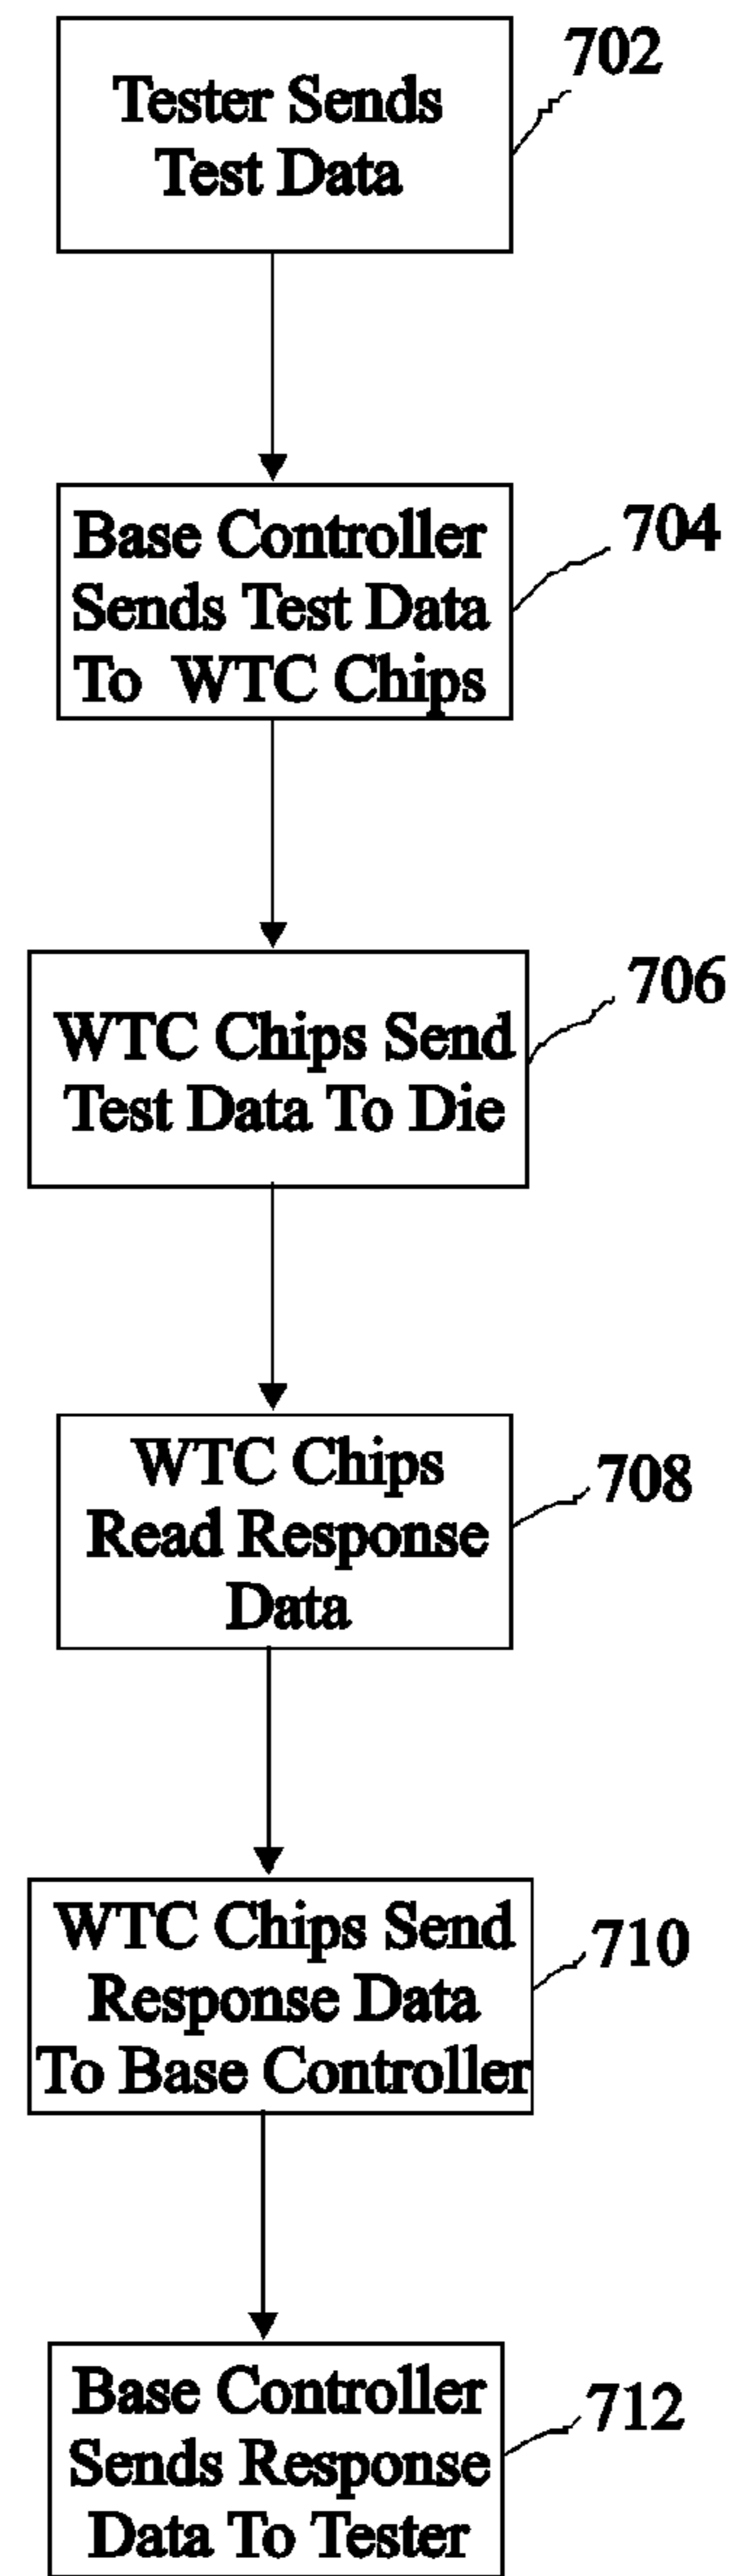 702
Tester Sends
Test Data
704
Base Controller
Sends Test Data
To WTC Chips
706
WTC Chips Send
Test Data To Die
708
WTC Chips
Read Response
Data
710
WTC Chips Send
Response Data
To Base Controller
712
Base Controller
Sends Response
Data To Tester